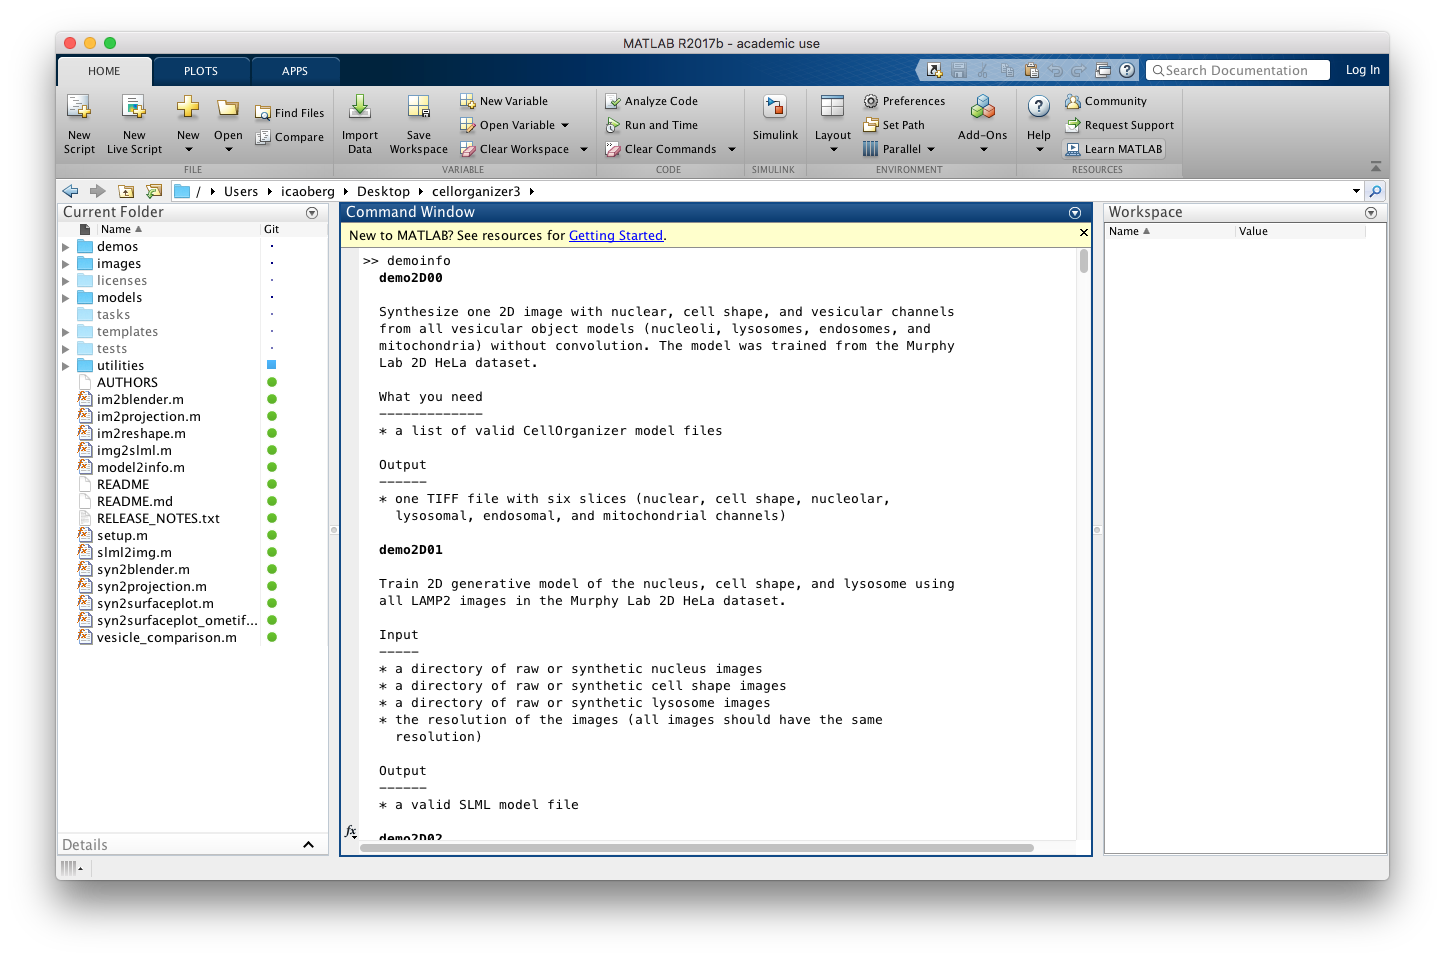 MATLAB R2017b - academic use
HOME PLOTS APPS
Search Documentation Log In
New Script
New Live Script
New
Open
Find Files
Compare
Import Data
Save Workspace
New Variable
Open Variable
Clear Workspace
Analyze Code
Run and Time
Clear Commands
Simulink
Layout
Preferences
Set Path
Parallel
Add-Ons
Help
Community
Request Support
Learn MATLAB
FILE VARIABLE CODE SIMULINK ENVIRONMENT RESOURCES
/ Users icaoberg Desktop cellorganizer3
Current Folder
Name Git
demos
images
licenses
models
tasks
templates
tests
utilities
AUTHORS
im2blender.m
im2projection.m
im2reshape.m
img2slml.m
model2info.m
README
README.md
RELEASE_NOTES.txt
setup.m
slml2img.m
syn2blender.m
syn2projection.m
syn2surfaceplot.m
syn2surfaceplot_ometif...
vesicle_comparison.m
Details
Command Window
New to MATLAB? See resources for Getting Started.
>> demoinfo
demo2D00
Synthesize one 2D image with nuclear, cell shape, and vesicular channels
from all vesicular object models (nucleoli, lysosomes, endosomes, and
mitochondria) without convolution. The model was trained from the Murphy
Lab 2D HeLa dataset.
What you need
-------------
* a list of valid CellOrganizer model files
Output
------
* one TIFF file with six slices (nuclear, cell shape, nucleolar,
lysosomal, endosomal, and mitochondrial channels)
demo2D01
Train 2D generative model of the nucleus, cell shape, and lysosome using
all LAMP2 images in the Murphy Lab 2D HeLa dataset.
Input
-----
* a directory of raw or synthetic nucleus images
* a directory of raw or synthetic cell shape images
* a directory of raw or synthetic lysosome images
* the resolution of the images (all images should have the same
resolution)
Output
------
* a valid SLML model file
demo2D02
fx
Workspace
Name Value